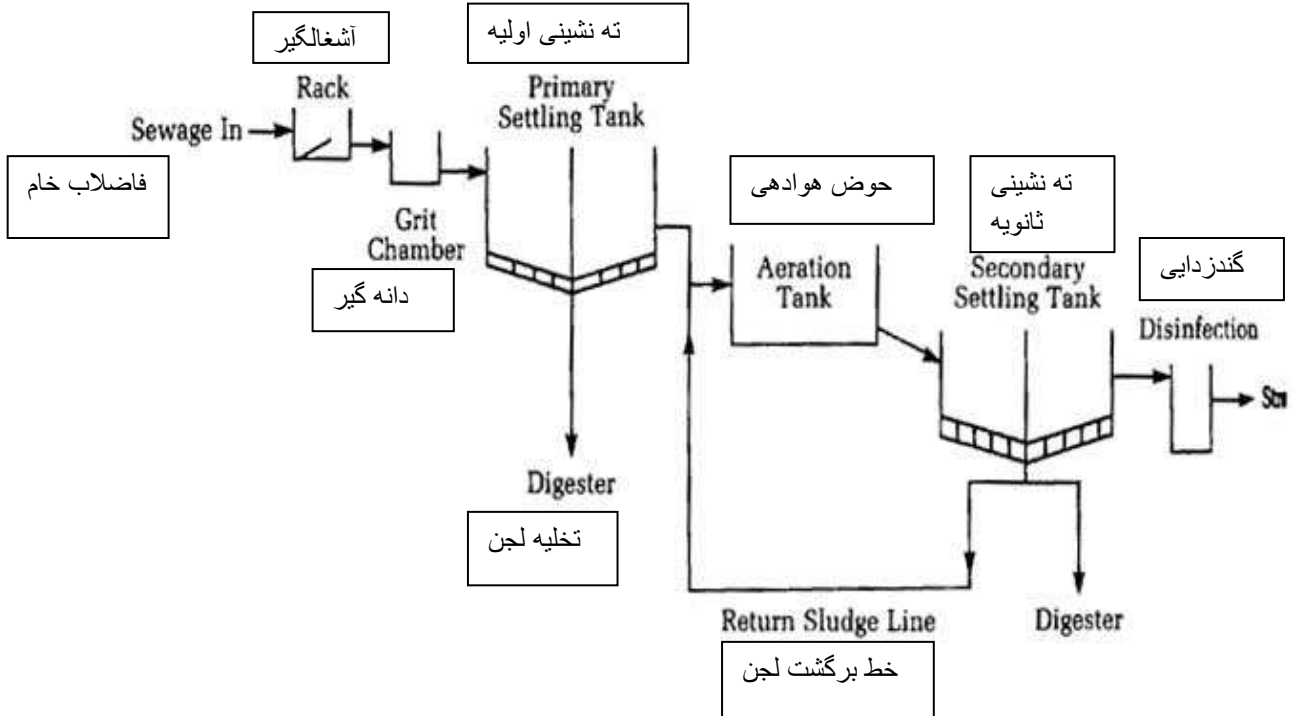 آشغالگیر
ته نشینی اولیه
Rack
Primary
Settling Tank
Sewage In
فاضلاب خام
Grit
Chamber
دانه گیر
حوض هوادهی
ته نشینی
ثانویه
Aeration
Tank
Secondary
Settling Tank
گندزدایی
Disinfection
Digester
تخلیه لجن
Return Sludge Line
خط برگشت لجن
Digester